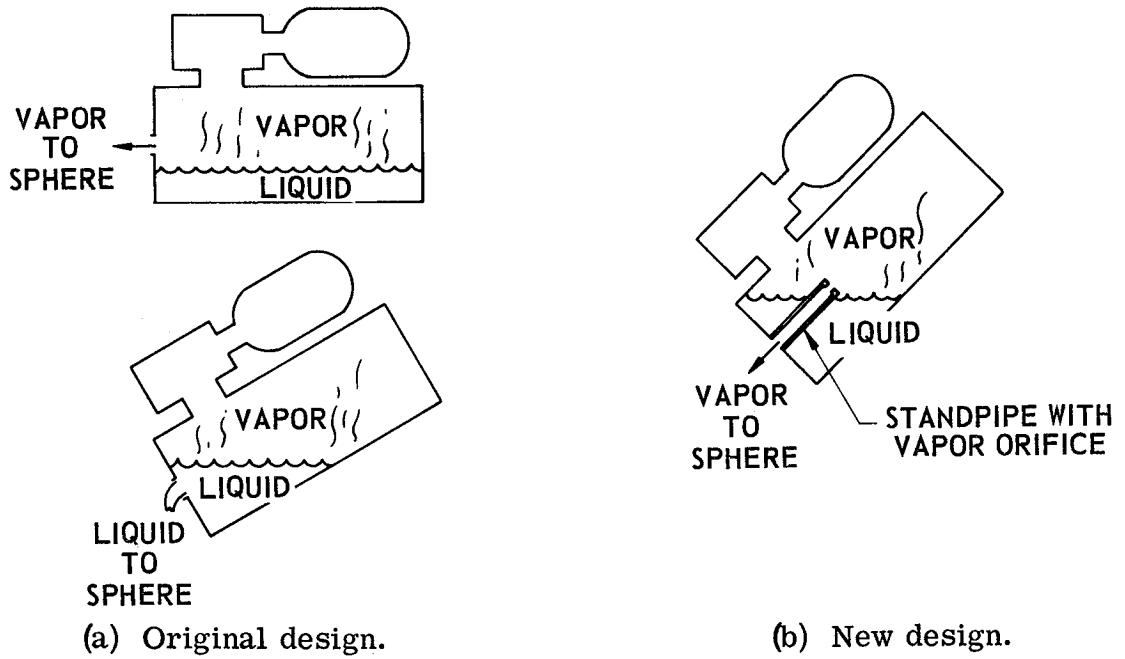 VAPOR
TO
SPHERE
VAPOR
LIQUID
VAPOR
LIQUID
LIQUID
TO
SPHERE
(a) Original design.
VAPOR
LIQUID
VAPOR
TO
SPHERE
STANDPIPE WITH
VAPOR ORIFICE
(b) New design.